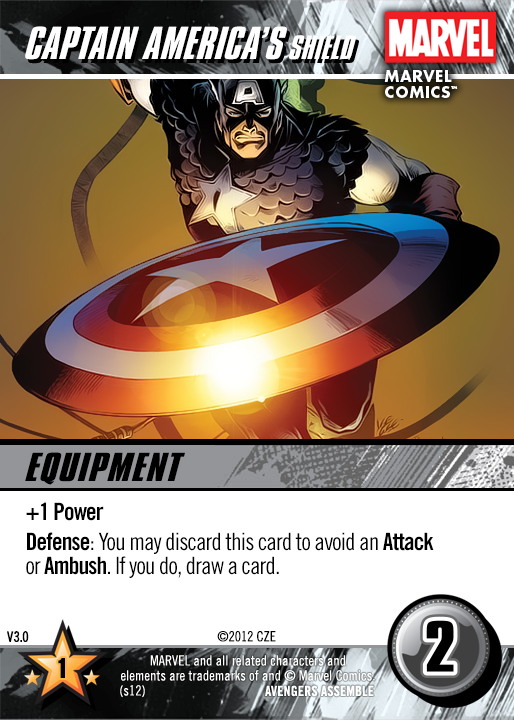 CAPTAIN AMERICA'S SHIELD
MARVEL
MARVEL
COMICS™
A
EQUIPMENT
+1 Power
Defense: You may discard this card to avoid an Attack
or Ambush. If you do, draw a card.
V3.0
©2012 CZE
1
2
MARVEL and all related characters and
elements are trademarks of and © Marvel Comics.
(s12)
AVENGERS ASSEMBLE